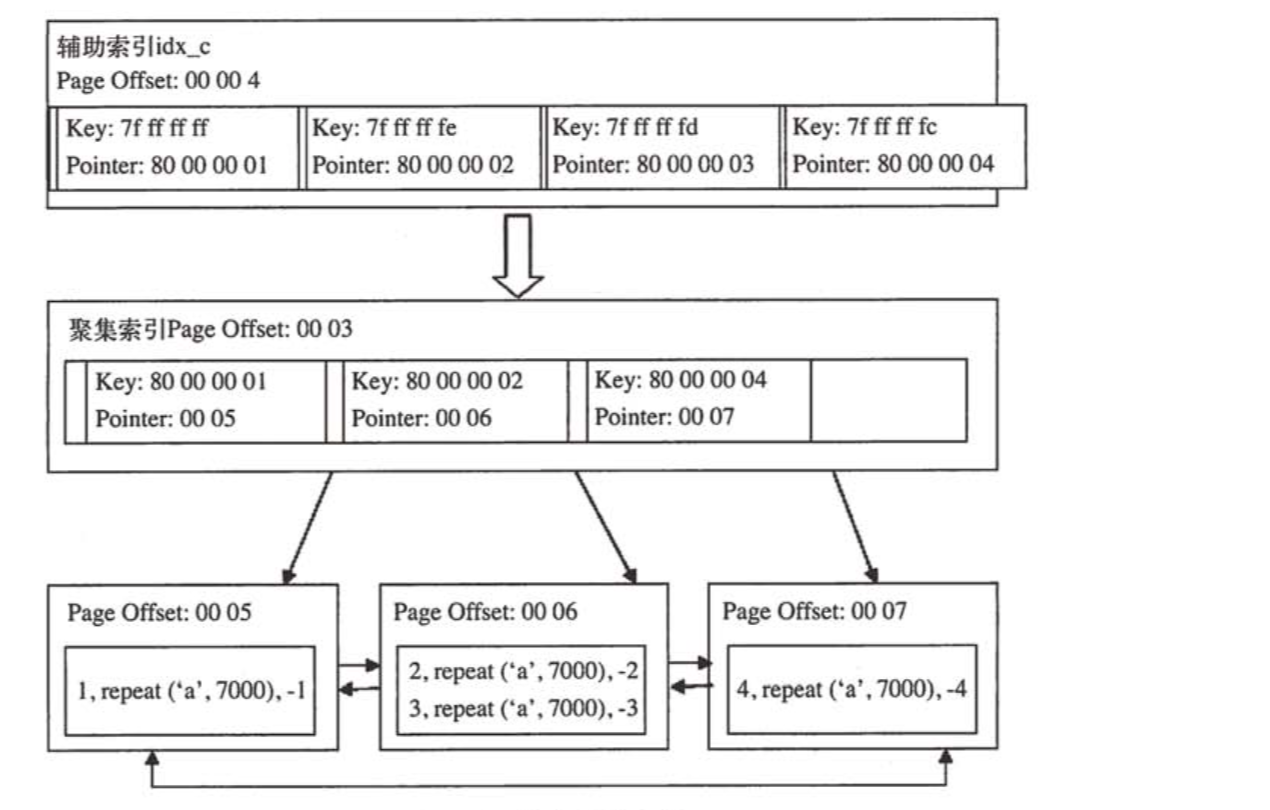 辅助索引idx_c
Page Offset: 00 00 4
Key: 7f ff ff ff
Pointer: 80 00 00 01
Key: 7f ff ff fe
Pointer: 80 00 00 02
Key: 7f ff ff fd
Pointer: 80 00 00 03
Key: 7f ff ff fc
Pointer: 80 00 00 04
聚集索引Page Offset: 00 03
Key: 80 00 00 01
Pointer: 00 05
Key: 80 00 00 02
Pointer: 00 06
Key: 80 00 00 04
Pointer: 00 07
Page Offset: 00 05
1, repeat (‘a’, 7000), -1
Page Offset: 00 06
2, repeat (‘a’, 7000), -2
3, repeat (‘a’, 7000), -3
Page Offset: 00 07
4, repeat (‘a’, 7000), -4